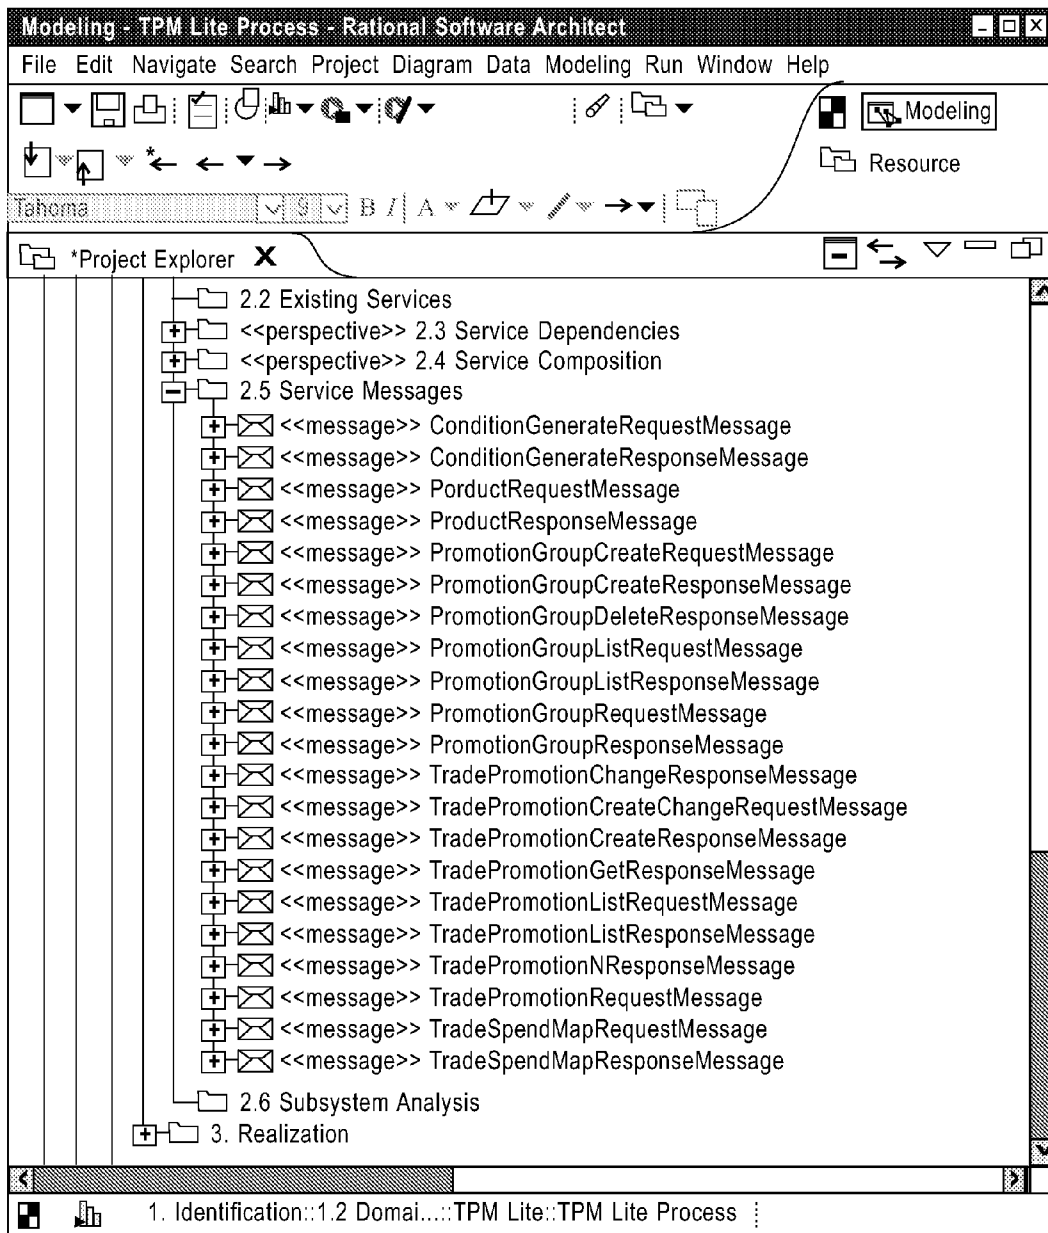 Modeling - TPM Lite Process - Rational Software Architect
File Edit Navigate Search Project Diagram Data Modeling Run Window Help
Modeling
Resource
Tahoma 9 B I A
*Project Explorer X
2.2 Existing Services
<<perspective>> 2.3 Service Dependencies
<<perspective>> 2.4 Service Composition
2.5 Service Messages
<<message>> ConditionGenerateRequestMessage
<<message>> ConditionGenerateResponseMessage
<<message>> PorductRequestMessage
<<message>> ProductResponseMessage
<<message>> PromotionGroupCreateRequestMessage
<<message>> PromotionGroupCreateResponseMessage
<<message>> PromotionGroupDeleteResponseMessage
<<message>> PromotionGroupListRequestMessage
<<message>> PromotionGroupListResponseMessage
<<message>> PromotionGroupRequestMessage
<<message>> PromotionGroupResponseMessage
<<message>> TradePromotionChangeResponseMessage
<<message>> TradePromotionCreateChangeRequestMessage
<<message>> TradePromotionCreateResponseMessage
<<message>> TradePromotionGetResponseMessage
<<message>> TradePromotionListRequestMessage
<<message>> TradePromotionListResponseMessage
<<message>> TradePromotionNResponseMessage
<<message>> TradePromotionRequestMessage
<<message>> TradeSpendMapRequestMessage
<<message>> TradeSpendMapResponseMessage
2.6 Subsystem Analysis
3. Realization
1. Identification::1.2 Domai...::TPM Lite::TPM Lite Process